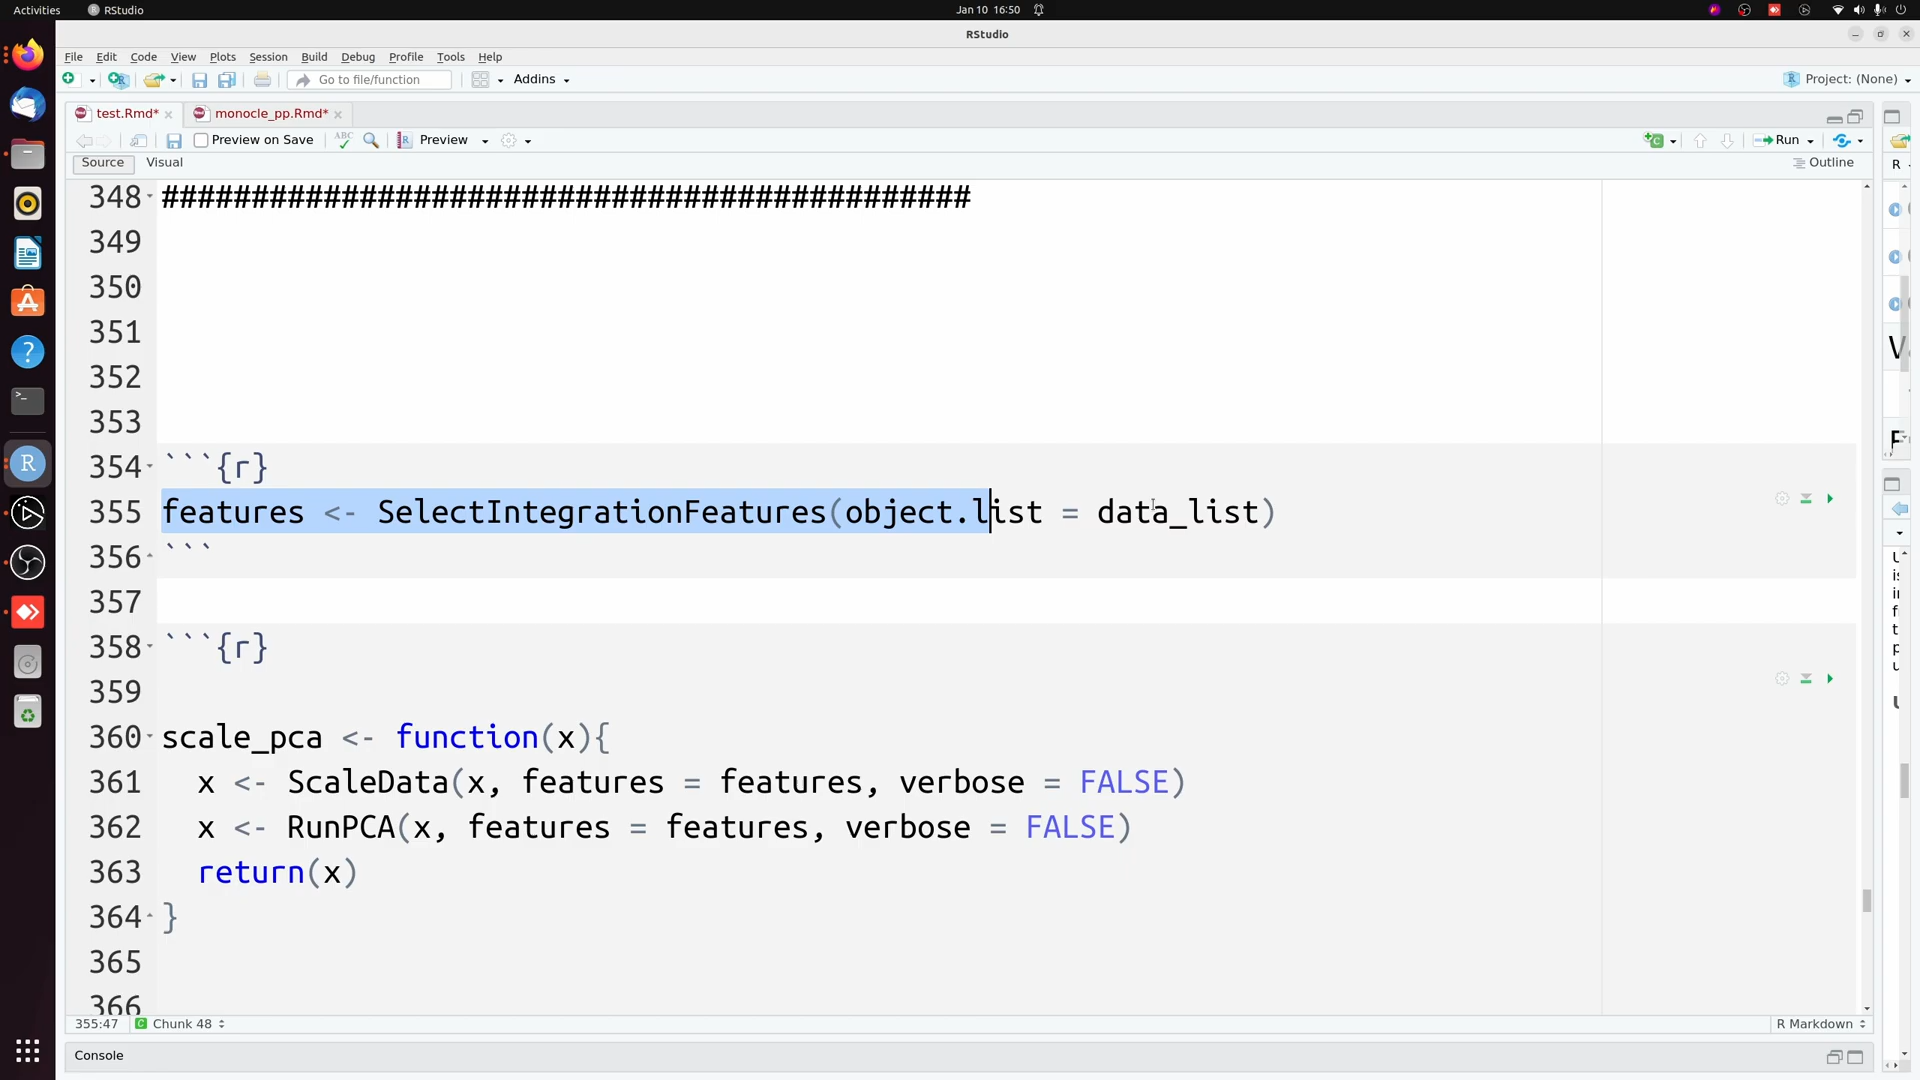 Activities
RStudio
Jan 10 16:50
RStudio
File Edit Code View Plots Session Build Debug Profile Tools Help
Go to file/function
Addins
Project: (None)
test.Rmd*
monocle_pp.Rmd*
Preview on Save
ABC
Preview
Run
Source
Visual
Outline
R
348 #############################################
349
350
351
352
353
354 ```{r}
355 features <- SelectIntegrationFeatures(object.list = data_list)
356 ```
357
358 ```{r}
359
360 scale_pca <- function(x){
361 x <- ScaleData(x, features = features, verbose = FALSE)
362 x <- RunPCA(x, features = features, verbose = FALSE)
363 return(x)
364 }
365
366
355:47
Chunk 48
R Markdown
Console